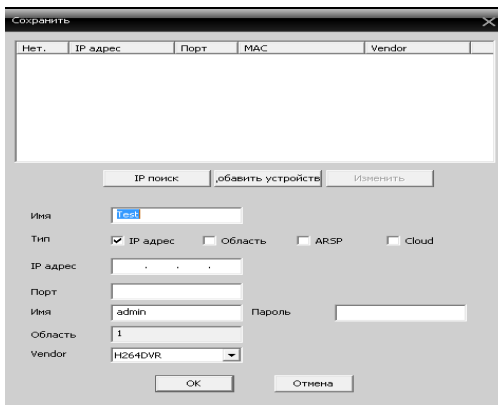 Сохранить
Нет. IP адрес Порт MAC Vendor
IP поиск ,обавить устройств Изменить
Имя Test
Тип IP адрес Область ARSP Cloud
IP адрес . . .
Порт
Имя admin Пароль
Область 1
Vendor H264DVR
OK Отмена